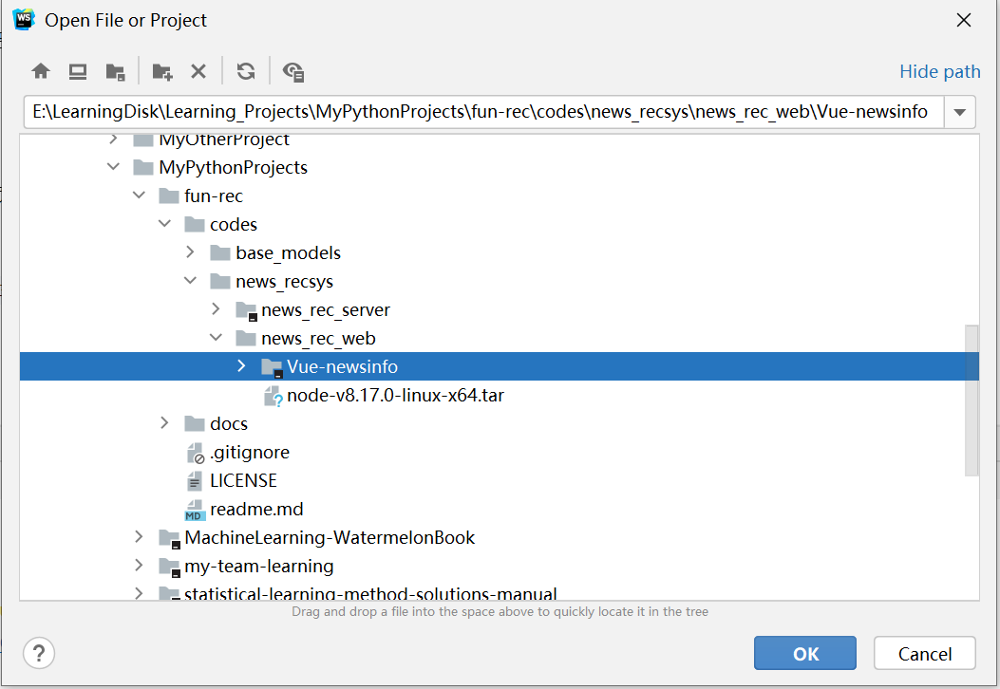 WS Open File or Project
Hide path
E:\LearningDisk\Learning_Projects\MyPythonProjects\fun-rec\codes\news_recsys\news_rec_web\Vue-newsinfo
MyOtherProject
MyPythonProjects
fun-rec
codes
base_models
news_recsys
news_rec_server
news_rec_web
Vue-newsinfo
node-v8.17.0-linux-x64.tar
docs
.gitignore
LICENSE
MD readme.md
MachineLearning-WatermelonBook
my-team-learning
statistical-learning-method-solutions-manual
Drag and drop a file into the space above to quickly locate it in the tree
? OK Cancel